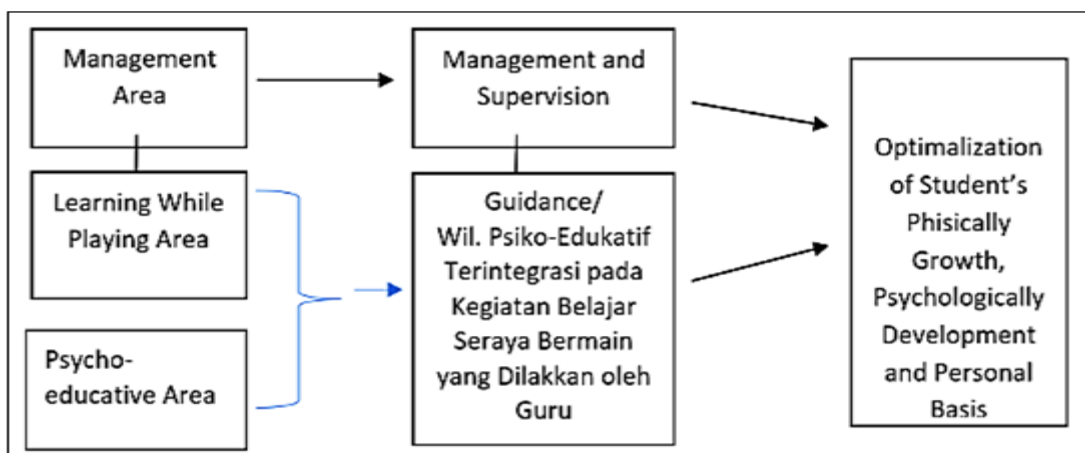 Management
Area
Management and
Supervision
Learning While
Playing Area
Guidance/
Wil. Psiko-Edukatif
Terintegrasi pada
Kegiatan Belajar
Seraya Bermain
yang Dilakkan oleh
Guru
Psycho-
educative Area
Optimalization
of Student's
Phisically
Growth,
Psychologically
Development
and Personal
Basis